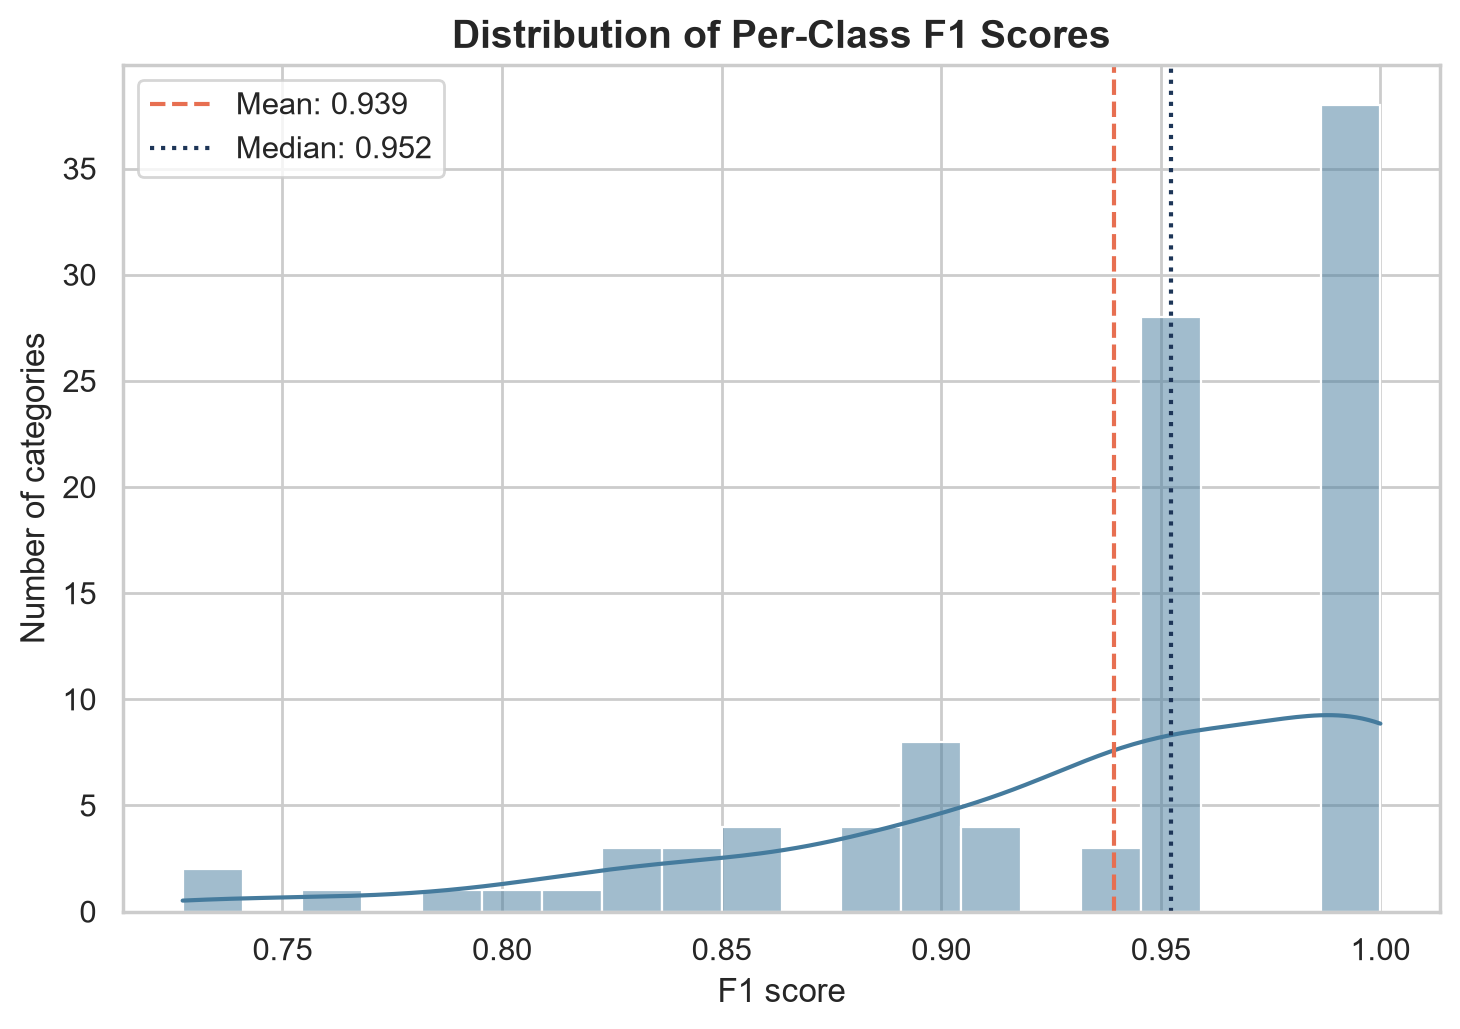 Distribution of Per-Class F1 Scores
Mean: 0.939
Median: 0.952
35
30
25
20
15
10
5
0
Number of categories
0.75 0.80 0.85 0.90 0.95 1.00
F1 score